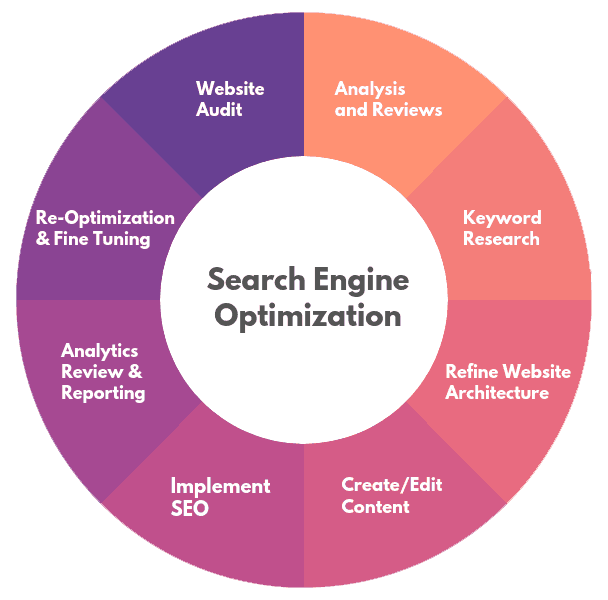 Website
Audit
Analysis
and Reviews
Keyword
Research
Refine Website
Architecture
Create/Edit
Content
Implement
SEO
Analytics
Review &
Reporting
Re-Optimization
& Fine Tuning
Search Engine
Optimization